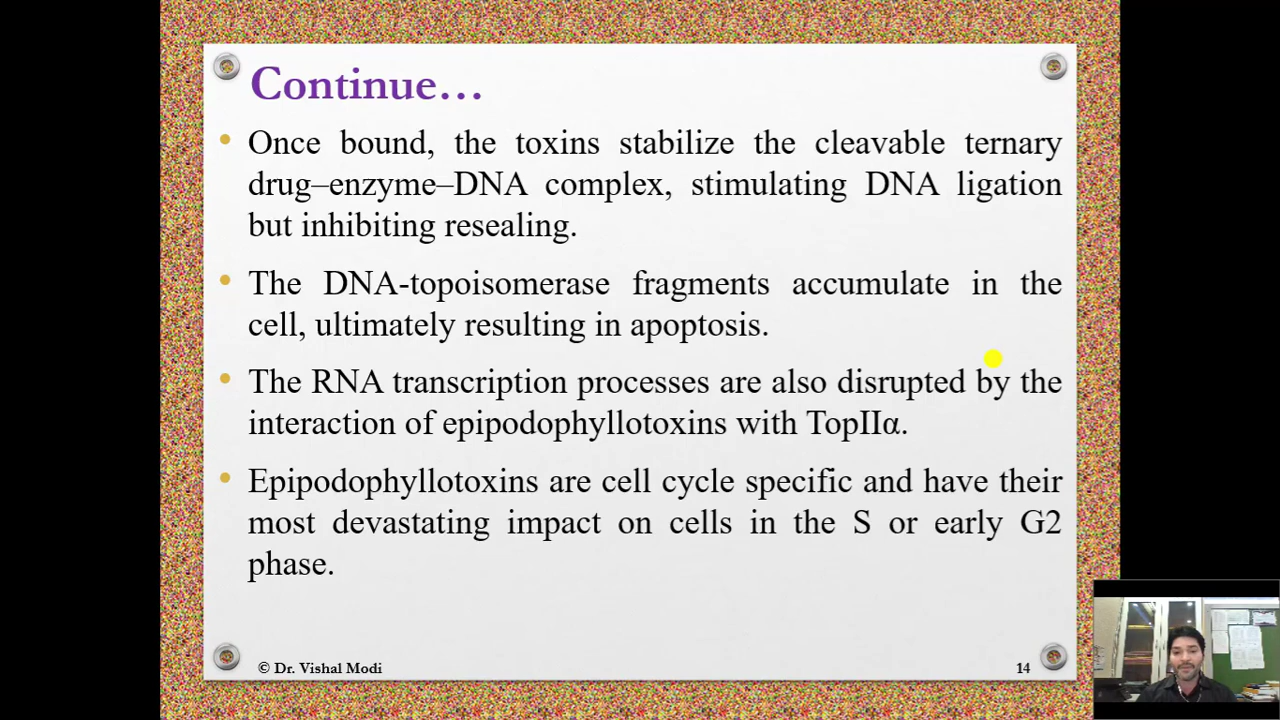 Continue…
Once bound, the toxins stabilize the cleavable ternary
drug–enzyme–DNA complex, stimulating DNA ligation
but inhibiting resealing.
The DNA-topoisomerase fragments accumulate in the
cell, ultimately resulting in apoptosis.
The RNA transcription processes are also disrupted by the
interaction of epipodophyllotoxins with TopIIα.
Epipodophyllotoxins are cell cycle specific and have their
most devastating impact on cells in the S or early G2
phase.
© Dr. Vishal Modi
14